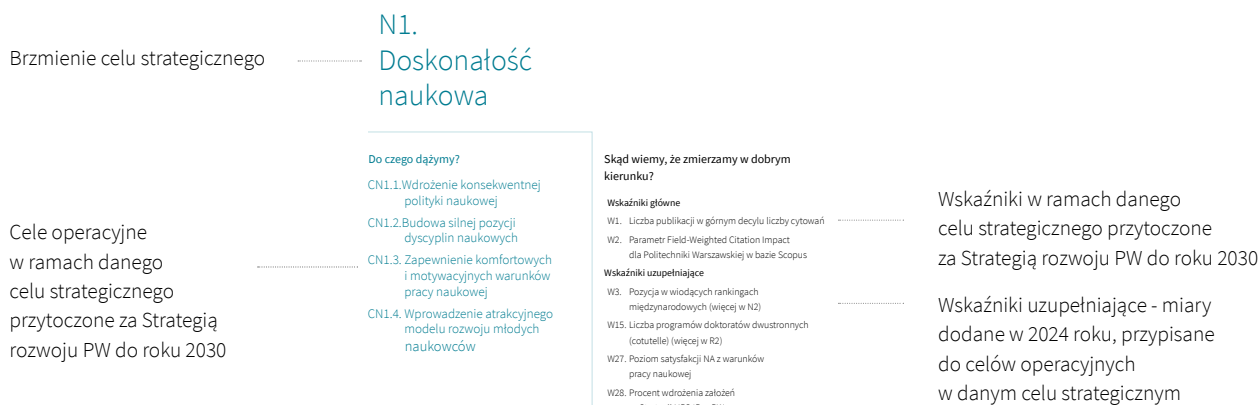 Brzmienie celu strategicznego
N1.
Doskonałość
naukowa
Cele operacyjne
w ramach danego
celu strategicznego
przytoczone za Strategią
rozwoju PW do roku 2030
Do czego dążymy?
CN1.1.Wdrożenie konsekwentnej
polityki naukowej
CN1.2.Budowa silnej pozycji
dyscyplin naukowych
CN1.3. Zapewnienie komfortowych
i motywacyjnych warunków
pracy naukowej
CN1.4. Wprowadzenie atrakcyjnego
modelu rozwoju młodych
naukowców
Skąd wiemy, że zmierzamy w dobrym
kierunku?
Wskaźniki główne
W1. Liczba publikacji w górnym decylu liczby cytowań
W2. Parametr Field-Weighted Citation Impact
dla Politechniki Warszawskiej w bazie Scopus
Wskaźniki uzupełniające
W3. Pozycja w wiodących rankingach
międzynarodowych (więcej w N2)
W15. Liczba programów doktoratów dwustronnych
(cotutelle) (więcej w R2)
W27. Poziom satysfakcji NA z warunków
pracy naukowej
W28. Procent wdrożenia założeń
Wskaźniki w ramach danego
celu strategicznego przytoczone
za Strategią rozwoju PW do roku 2030
Wskaźniki uzupełniające - miary
dodane w 2024 roku, przypisane
do celów operacyjnych
w danym celu strategicznym